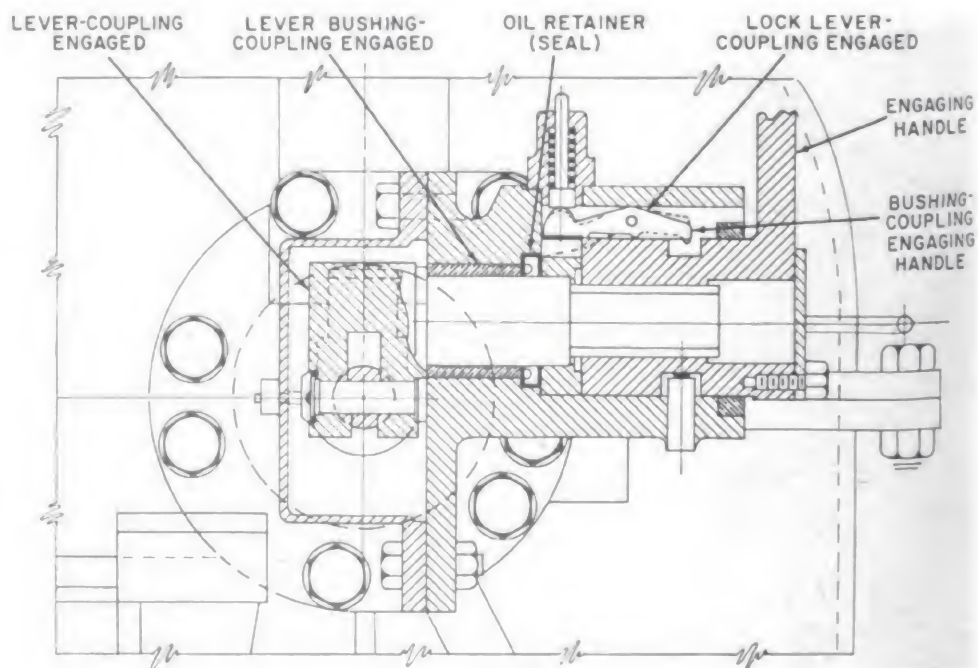 LEVER-COUPLING
ENGAGED
LEVER BUSHING-
COUPLING ENGAGED
OIL RETAINER
(SEAL)
LOCK LEVER-
COUPLING ENGAGED
ENGAGING
HANDLE
BUSHING-
COUPLING
ENGAGING
HANDLE